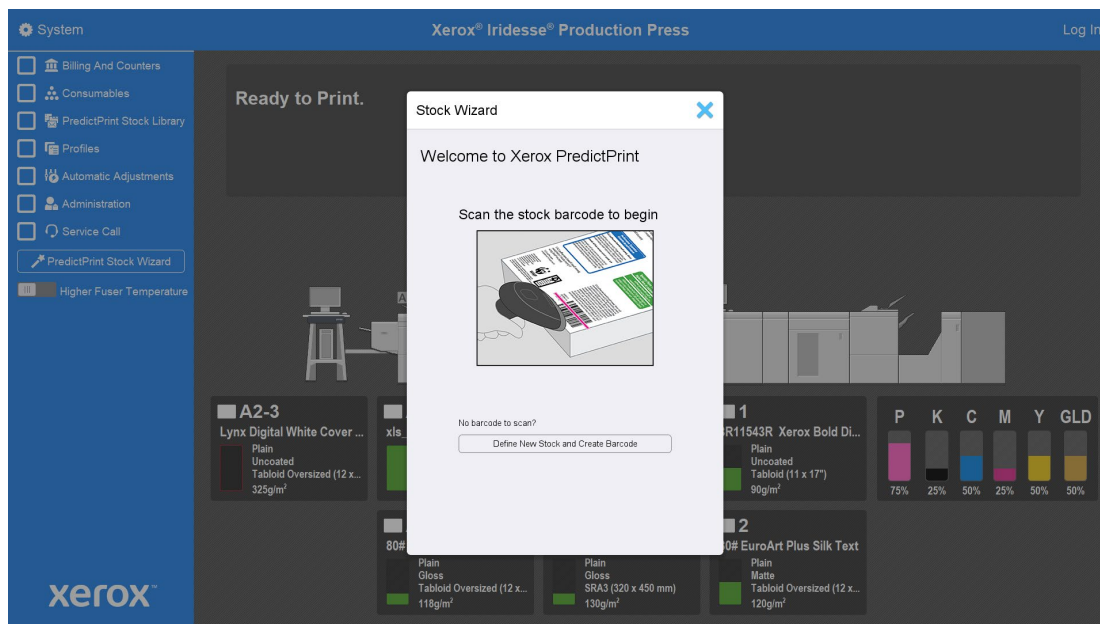 System
Xerox® Iridesse® Production Press
Log In
Billing And Counters
Consumables
PredictPrint Stock Library
Profiles
Automatic Adjustments
Administration
Service Call
PredictPrint Stock Wizard
Higher Fuser Temperature
xerox™
Ready to Print.
Stock Wizard
Welcome to Xerox PredictPrint
Scan the stock barcode to begin
No barcode to scan?
Define New Stock and Create Barcode
A
A2-3
Lynx Digital White Cover ...
Plain
Uncoated
Tabloid Oversized (12 x...
325g/m²
xls_
1
3R11543R Xerox Bold Di...
Plain
Uncoated
Tabloid (11 x 17")
90g/m²
P K C M Y GLD
75% 25% 50% 25% 50% 50%
80#
Plain
Gloss
Tabloid Oversized (12 x...
118g/m²
Plain
Gloss
SRA3 (320 x 450 mm)
130g/m²
2
80# EuroArt Plus Silk Text
Plain
Matte
Tabloid Oversized (12 x...
120g/m²